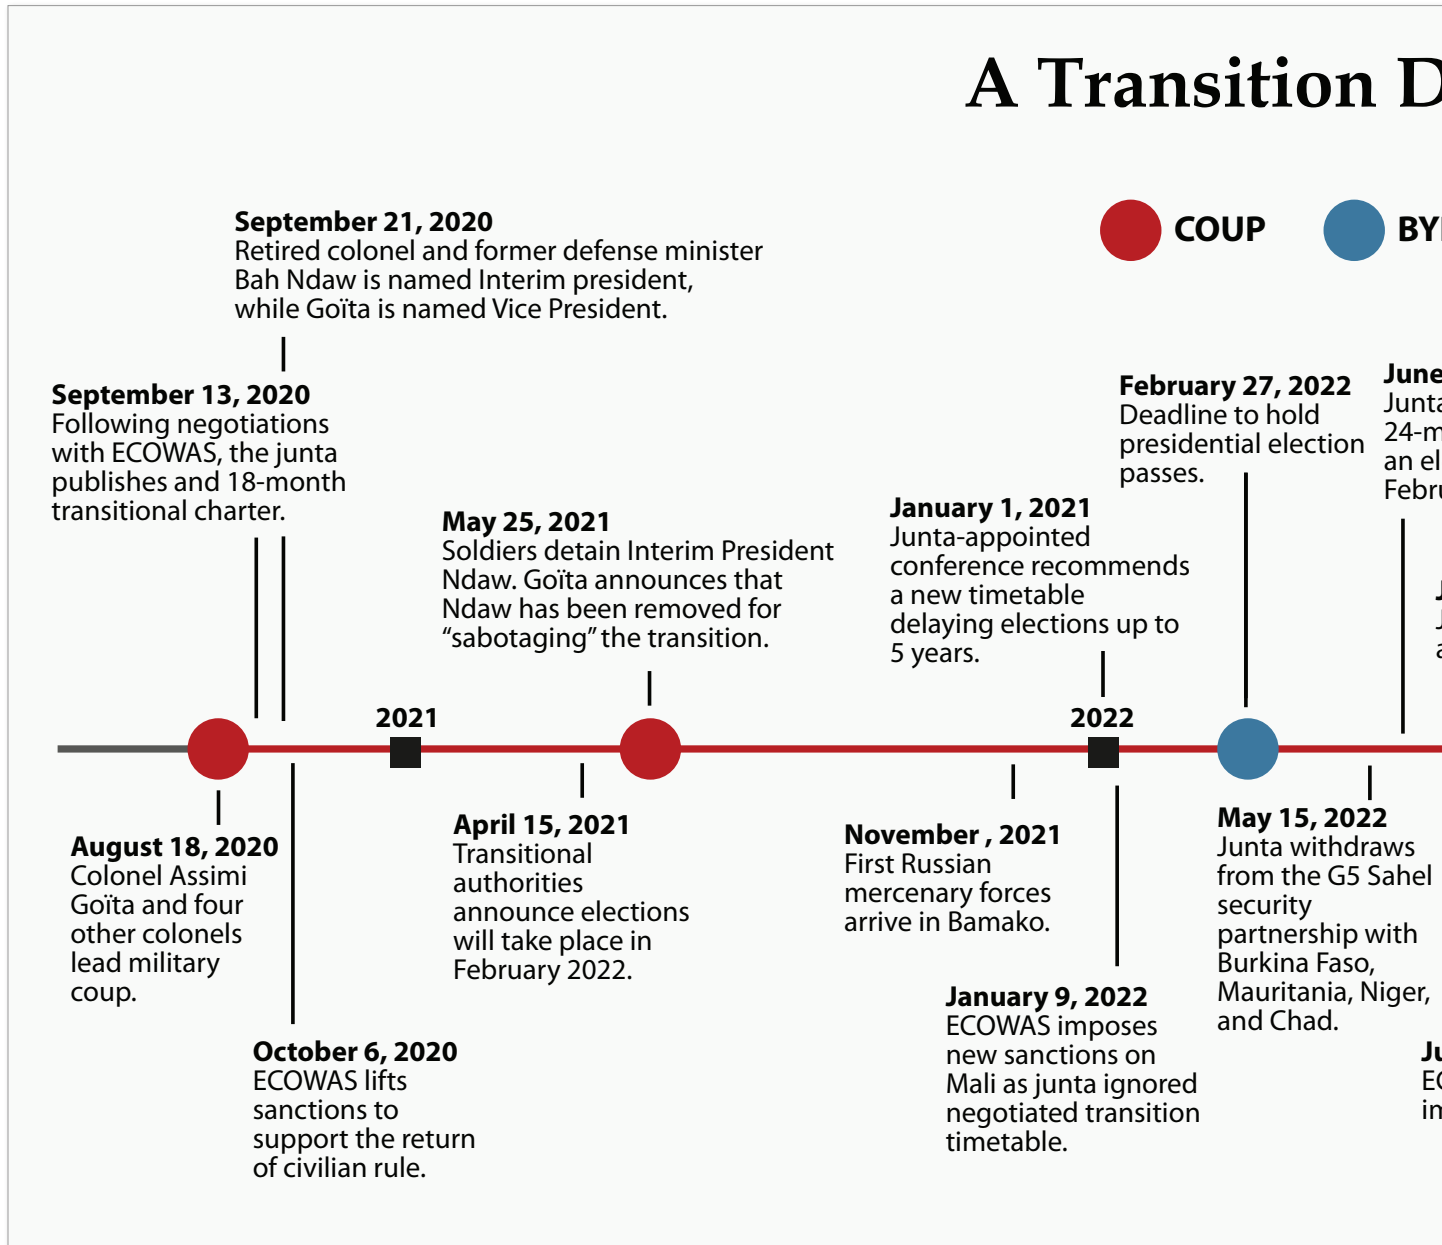 A Transition
COUP
September 21, 2020
Retired colonel and former defense minister
Bah Ndaw is named Interim president,
while Goïta is named Vice President.
September 13, 2020
Following negotiations
with ECOWAS, the junta
publishes and 18-month
transitional charter.
May 25, 2021
Soldiers detain Interim President
Ndaw. Goïta announces that
Ndaw has been removed for
“sabotaging” the transition.
January 1, 2021
Junta-appointed
conference recommends
a new timetable
delaying elections up to
5 years.
February 27, 2022
Deadline to hold
presidential election
passes.
June
Junta
an
2021
2022
August 18, 2020
Colonel Assimi
Goïta and four
other colonels
lead military
coup.
October 6, 2020
ECOWAS lifts
sanctions to
support the return
of civilian rule.
April 15, 2021
Transitional
authorities
announce elections
will take place in
February 2022.
November , 2021
First Russian
mercenary forces
arrive in Bamako.
January 9, 2022
ECOWAS imposes
new sanctions on
Mali as junta ignored
negotiated transition
timetable.
May 15, 2022
Junta withdraws
from the G5 Sahel
security
partnership with
Burkina Faso,
Mauritania, Niger,
and Chad.